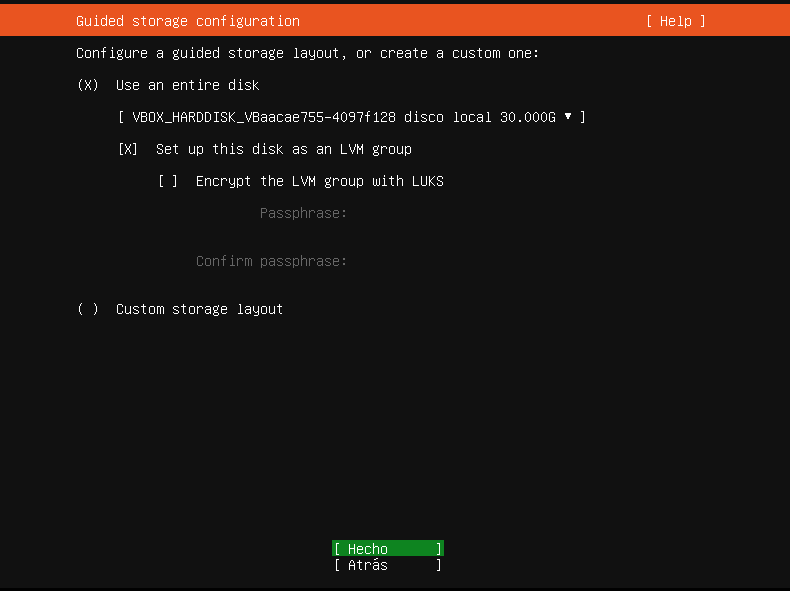 Guided storage configuration [ Help ]
Configure a guided storage layout, or create a custom one:
(X) Use an entire disk
[ VBOX_HARDDISK_VBaacae755-4097f128 disco local 30.000G ▼ ]
[X] Set up this disk as an LVM group
[ ] Encrypt the LVM group with LUKS
Passphrase:
Confirm passphrase:
( ) Custom storage layout
[ Hecho ]
[ Atrás ]